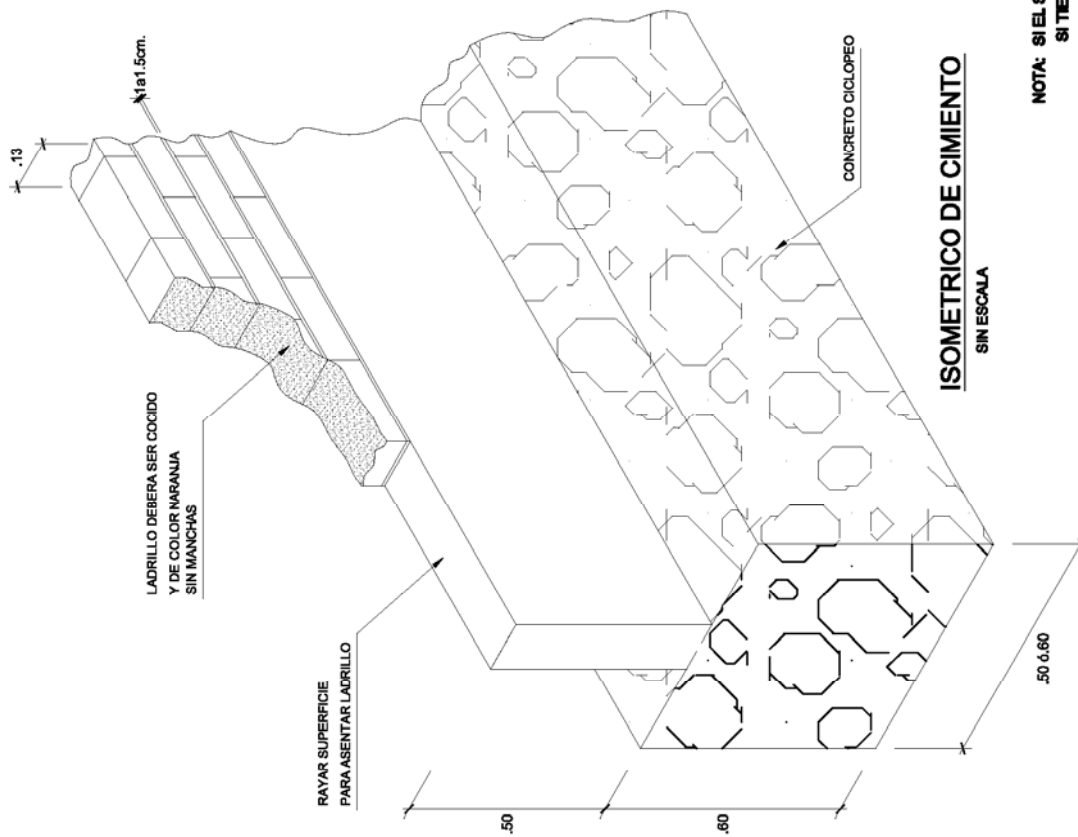 .13
1a1.5cm.
LADRILLO DEBERA SER COCIDO
Y DE COLOR NARANJA
SIN MANCHAS
RAYAR SUPERFICIE
PARA ASENTAR LADRILLO
.50
.60
CONCRETO CICLOPEO
.50 ó.60
ISOMETRICO DE CIMIENTO
SIN ESCALA
NOTA: SI EL S
SI TIE